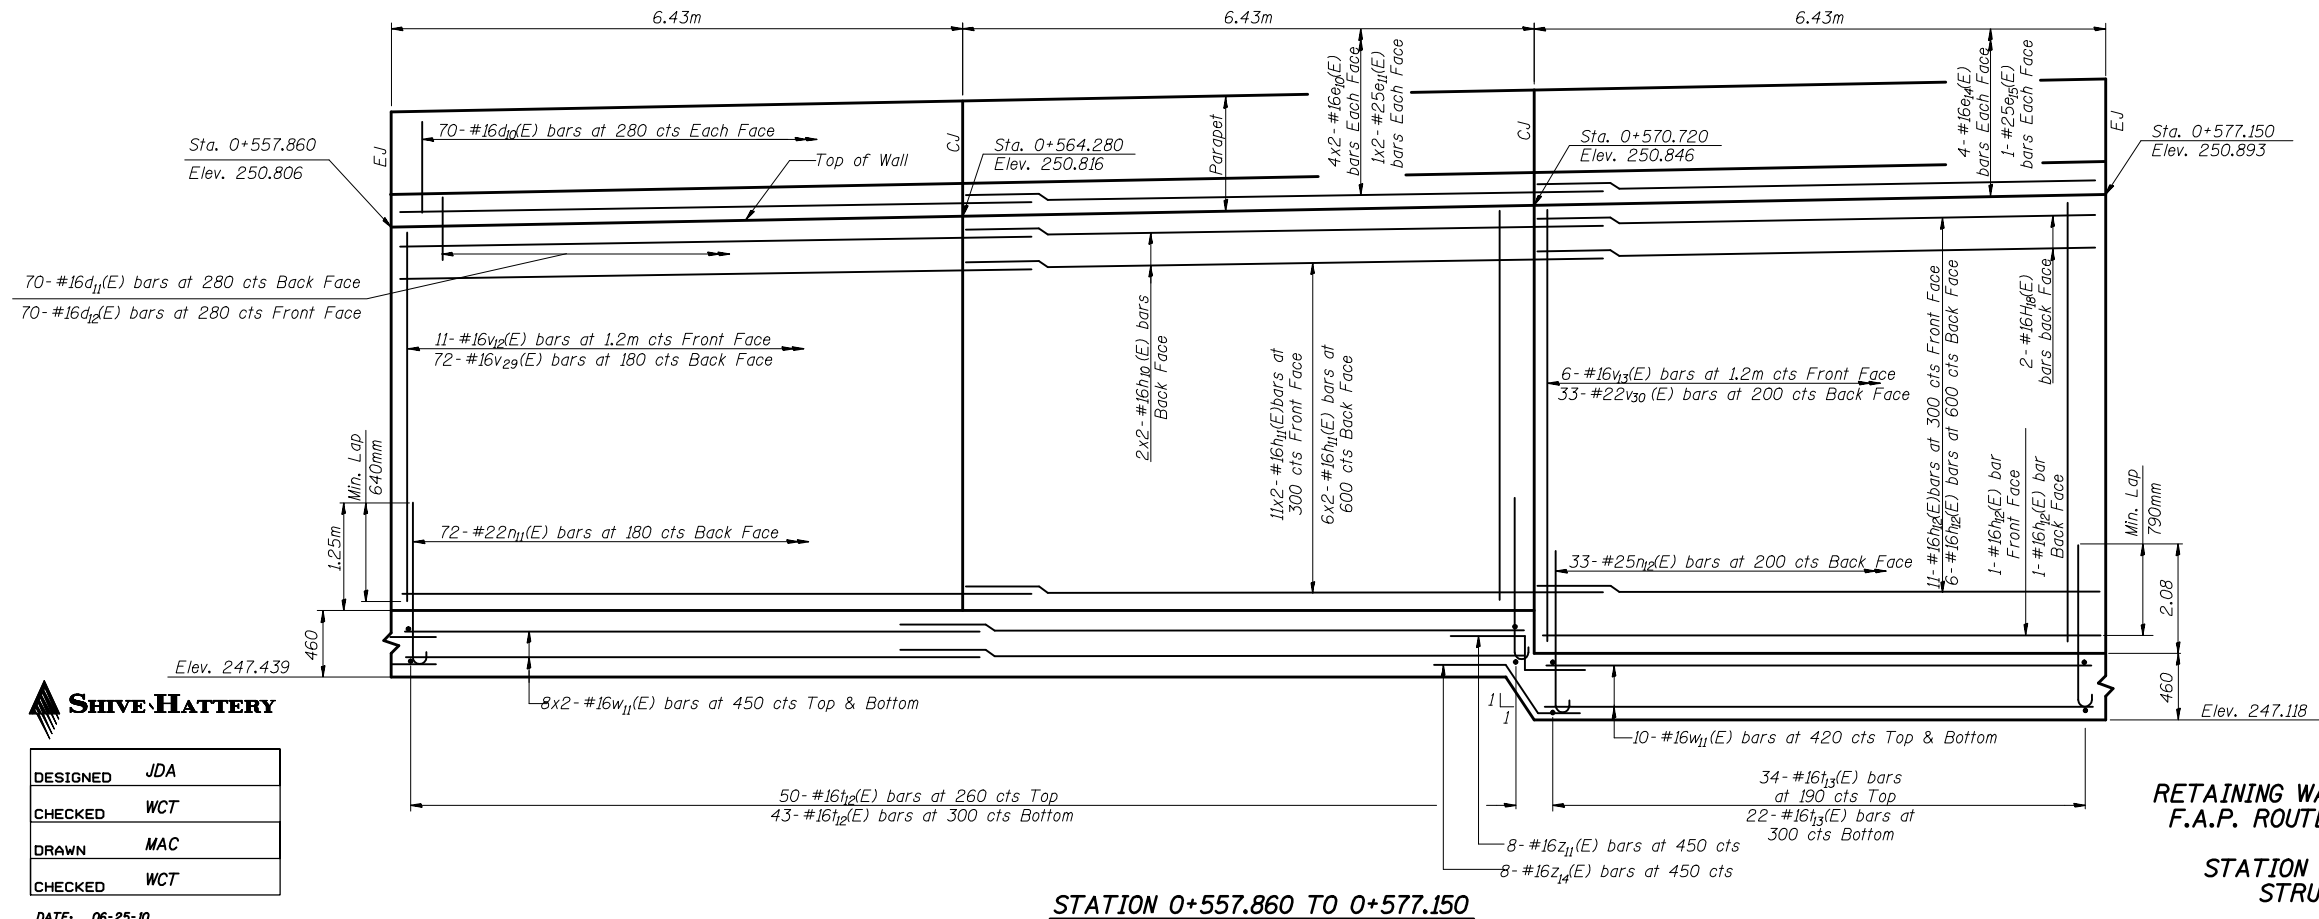 6.43m
6.43m
6.43m
4x2-#16e10(E)
bars Each Face
1x2-#25e11(E)
bars Each Face
4-#16e14(E)
bars Each Face
1-#25e15(E)
bars Each Face
EJ
CJ
CJ
EJ
Sta. 0+557.860
Elev. 250.806
70-#16d10(E) bars at 280 cts Each Face
Top of Wall
Sta. 0+564.280
Elev. 250.816
Parapet
Sta. 0+570.720
Elev. 250.846
Sta. 0+577.150
Elev. 250.893
70-#16d11(E) bars at 280 cts Back Face
70-#16d12(E) bars at 280 cts Front Face
11-#16v12(E) bars at 1.2m cts Front Face
72-#16v29(E) bars at 180 cts Back Face
2x2-#16h10(E) bars
Back Face
11x2-#16h11(E)bars at
300 cts Front Face
6x2-#16h11(E) bars at
600 cts Back Face
6-#16v13(E) bars at 1.2m cts Front Face
33-#22v30(E) bars at 200 cts Back Face
11-#16h12(E)bars at 300 cts Front Face
6-#16h12(E) bars at 600 cts Back Face
2-#16H18(E)
bars back Face
1-#16h12(E) bar
Front Face
1-#16h12(E) bar
Back Face
Min. Lap
640mm
1.25m
72-#22n11(E) bars at 180 cts Back Face
33-#25n12(E) bars at 200 cts Back Face
Min. Lap
790mm
2.08
460
460
Elev. 247.439
8x2-#16w11(E) bars at 450 cts Top & Bottom
1
1
10-#16w11(E) bars at 420 cts Top & Bottom
Elev. 247.118
50-#16t12(E) bars at 260 cts Top
43-#16t12(E) bars at 300 cts Bottom
34-#16t13(E) bars
at 190 cts Top
22-#16t13(E) bars at
300 cts Bottom
8-#16z11(E) bars at 450 cts
8-#16z14(E) bars at 450 cts
SHIVE·HATTERY
DESIGNED JDA
CHECKED WCT
DRAWN MAC
CHECKED WCT
DATE: 06-25-10
STATION 0+557.860 TO 0+577.150
RETAINING WA
F.A.P. ROUTE
STATION
STRU